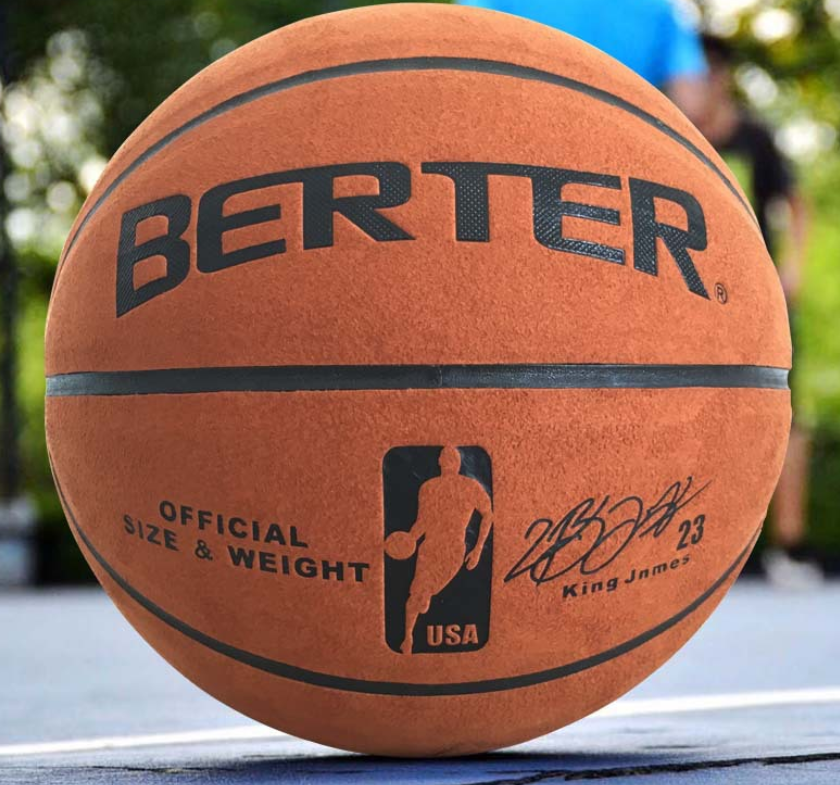 BERTER®
OFFICIAL
SIZE & WEIGHT
USA
23
King Jnmes